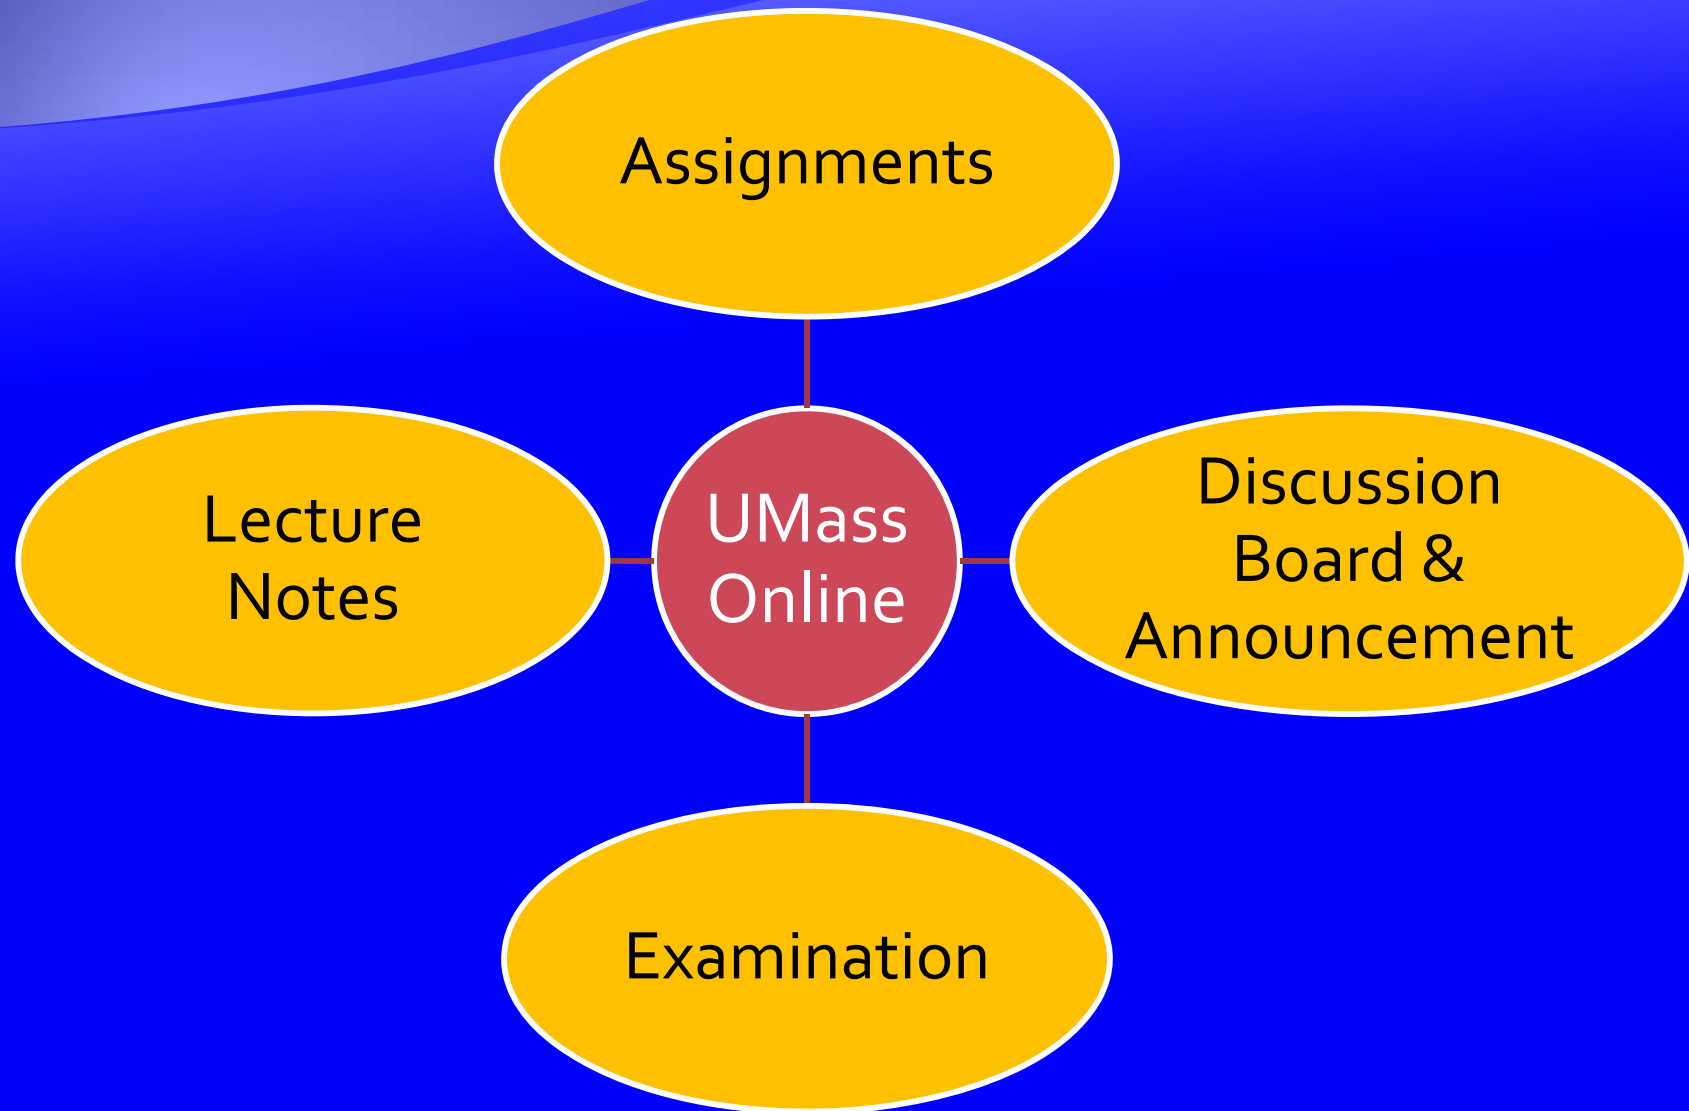 Assignments
Lecture
Notes
UMass
Online
Discussion
Board &
Announcement
Examination